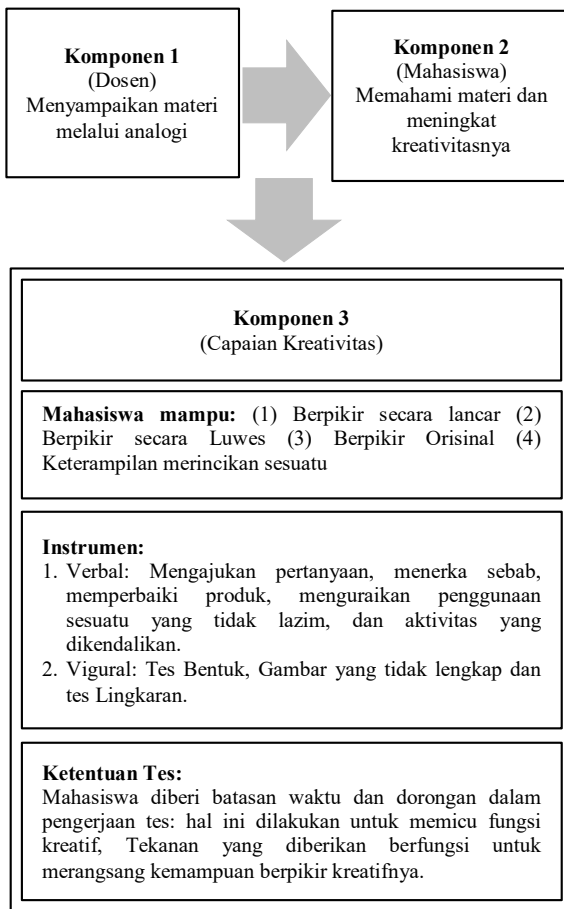 Komponen 1
(Dosen)
Menyampaikan materi
melalui analogi
Komponen 2
(Mahasiswa)
Memahami materi dan
meningkat
kreativitasnya
Komponen 3
(Capaian Kreativitas)
Mahasiswa mampu: (1) Berpikir secara lancar (2)
Berpikir secara Luwes (3) Berpikir Orisinal (4)
Keterampilan merincikan sesuatu
Instrumen:
1. Verbal: Mengajukan pertanyaan, menerka sebab,
memperbaiki produk, menguraikan penggunaan
sesuatu yang tidak lazim, dan aktivitas yang
dikendalikan.
2. Vigural: Tes Bentuk, Gambar yang tidak lengkap dan
tes Lingkaran.
Ketentuan Tes:
Mahasiswa diberi batasan waktu dan dorongan dalam
pengerjaan tes: hal ini dilakukan untuk memicu fungsi
kreatif, Tekanan yang diberikan berfungsi untuk
merangsang kemampuan berpikir kreatifnya.